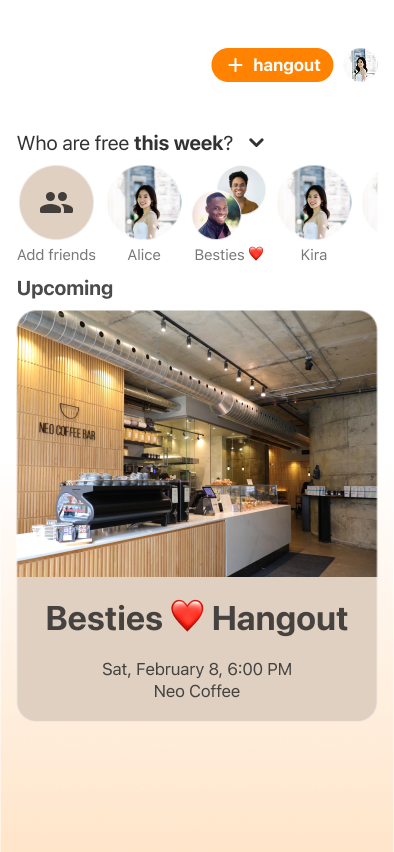 + hangout
Who are free this week?
Add friends
Alice
Besties ❤️
Kira
Upcoming
NEO COFFEE BAR
Besties ❤️ Hangout
Sat, February 8, 6:00 PM
Neo Coffee